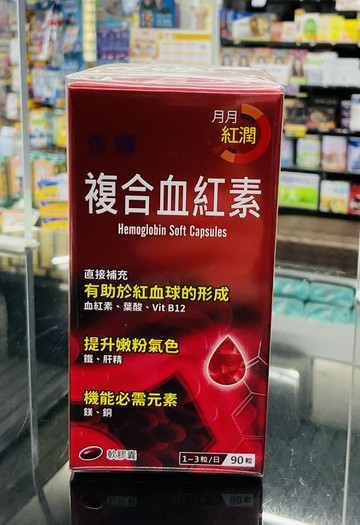 月月
紅潤
杏輝
複合血紅素
Hemoglobin Soft Capsules
直接補充
有助於紅血球的形成
血紅素、葉酸、Vit B12
提升嫩粉氣色
鐵、肝精
機能必需元素
鎂、銅
軟膠囊
1~3粒/日
90粒